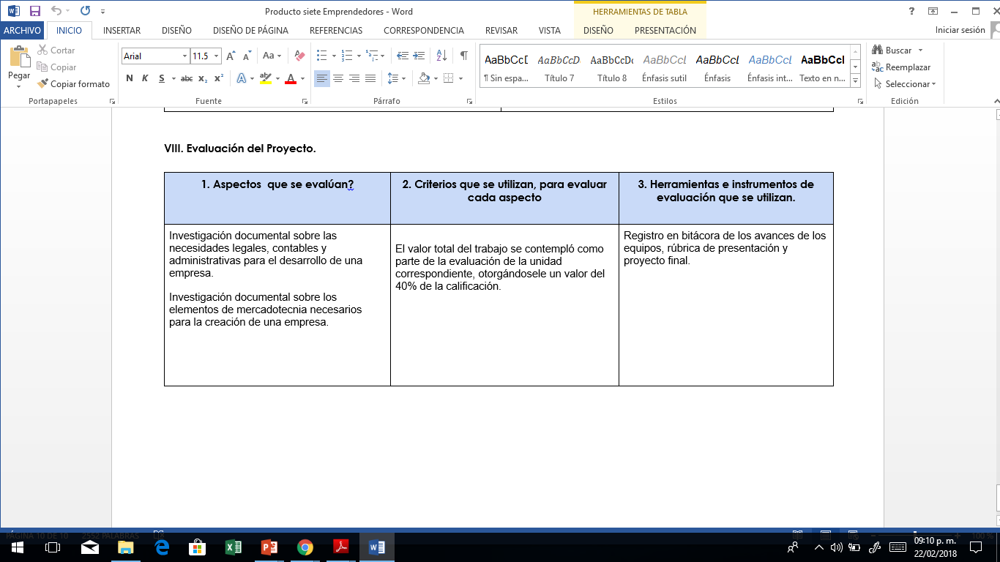 Producto siete Emprendedores - Word
HERRAMIENTAS DE TABLA
ARCHIVO INICIO INSERTAR DISEÑO DISEÑO DE PÁGINA REFERENCIAS CORRESPONDENCIA REVISAR VISTA DISEÑO PRESENTACIÓN Iniciar sesión
Pegar
Cortar
Copiar
Copiar formato
Portapapeles
Arial 11.5
N K S abc x₂ x²
Fuente
Párrafo
AaBbCcD AaBbCcD AaBbCcDc AaBbCcL AaBbCcL AaBbCcL AaBbCcI
¶ Sin espa... Título 7 Título 8 Énfasis sutil Énfasis Énfasis int... Texto en n...
Estilos
Buscar
Reemplazar
Seleccionar
Edición
VIII. Evaluación del Proyecto.
1. Aspectos  que se evalúan?
2. Criterios que se utilizan, para evaluar
cada aspecto
3. Herramientas e instrumentos de
evaluación que se utilizan.
Investigación documental sobre las
necesidades legales, contables y
administrativas para el desarrollo de una
empresa.
Investigación documental sobre los
elementos de mercadotecnia necesarios
para la creación de una empresa.
El valor total del trabajo se contempló como
parte de la evaluación de la unidad
correspondiente, otorgándosele un valor del
40% de la calificación.
Registro en bitácora de los avances de los
equipos, rúbrica de presentación y
proyecto final.
PÁGINA 10 DE 10 2552 PALABRAS 100 %
09:10 p. m.
22/02/2018